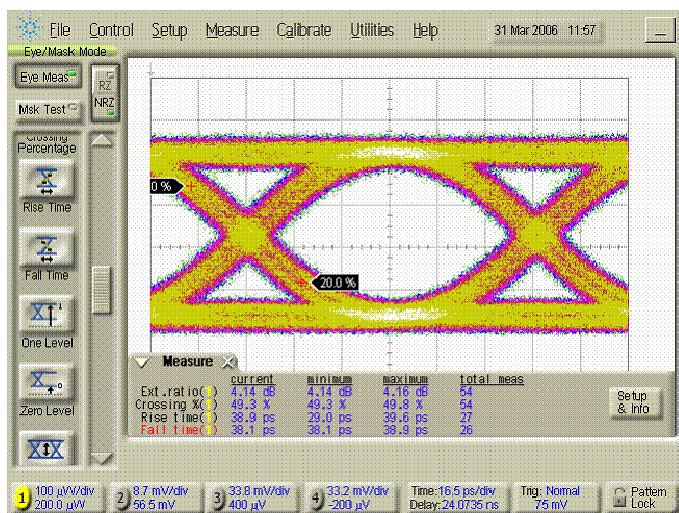 File Control Setup Measure Calibrate Utilities Help 31 Mar 2006 11:57
Eye/Mask Mode
Eye Meas
RZ
NRZ
Msk Test
Crossing
Percentage
0 %
Rise Time
20.0 %
Fall Time
One Level
Measure
current minimum maximum total meas
Ext.ratio(1) 4.14 dB 4.14 dB 4.16 dB 54
Crossing %(1) 49.3 % 49.3 % 49.8 % 54
Rise time(1) 38.9 ps 29.0 ps 39.6 ps 27
Fall time(1) 38.1 ps 38.1 ps 38.9 ps 26
Setup
& Info
Zero Level
1 100 µW/div
200.0 µW
2 8.7 mV/div
56.5 mV
3 33.8 mV/div
400 µV
4 33.2 mV/div
-200 µV
Time:16.5 ps/div
Delay:24.0735 ns
Trig: Normal
75 mV
Pattern
Lock